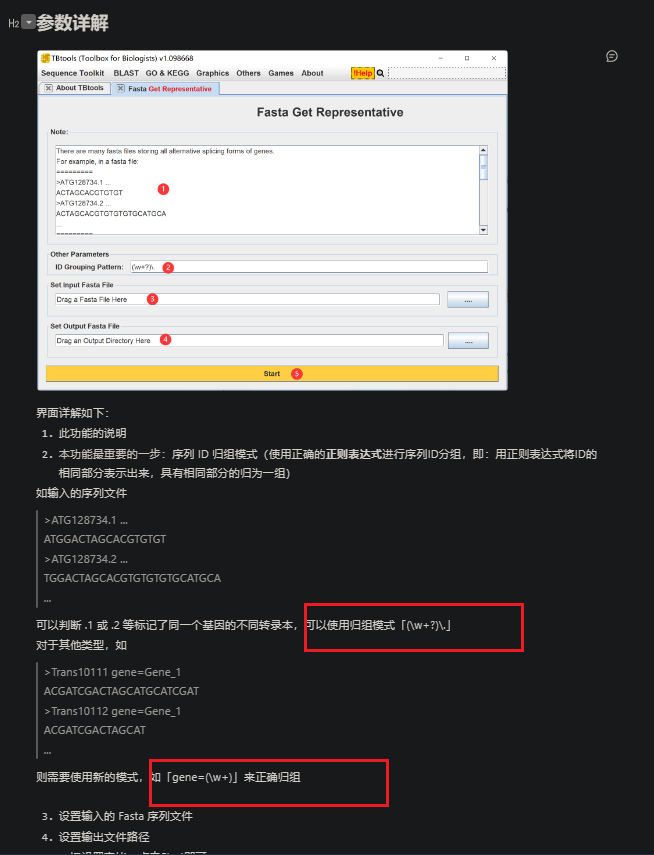 H2 参数详解
TBtools (Toolbox for Biologists) v1.098668
Sequence Toolkit BLAST GO & KEGG Graphics Others Games About !Help
About TBtools Fasta Get Representative
Fasta Get Representative
Note:
There are many fasta files storing all alternative splicing forms of genes.
For example, in a fasta file:
=========
>ATG128734.1 ...
ACTAGCACGTGTGT 1
>ATG128734.2 ...
ACTAGCACGTGTGTGTGCATGCA
...
=========
Other Parameters
ID Grouping Pattern: (\w+?)\. 2
Set Input Fasta File
Drag a Fasta File Here 3 ....
Set Output Fasta File
Drag an Output Directory Here 4 ....
Start 5
界面详解如下:
1. 此功能的说明
2. 本功能最重要的一步：序列 ID 归组模式（使用正确的正则表达式进行序列ID分组，即：用正则表达式将ID的
相同部分表示出来，具有相同部分的归为一组）
如输入的序列文件
>ATG128734.1 ...
ATGGACTAGCACGTGTGT
>ATG128734.2 ...
TGGACTAGCACGTGTGTGTGCATGCA
...
可以判断 .1 或 .2 等标记了同一个基因的不同转录本，可以使用归组模式「(\w+?)\.」
对于其他类型，如
>Trans10111 gene=Gene_1
ACGATCGACTAGCATGCATCGAT
>Trans10112 gene=Gene_1
ACGATCGACTAGCAT
...
则需要使用新的模式，如「gene=(\w+)」来正确归组
3. 设置输入的 Fasta 序列文件
4. 设置输出文件路径